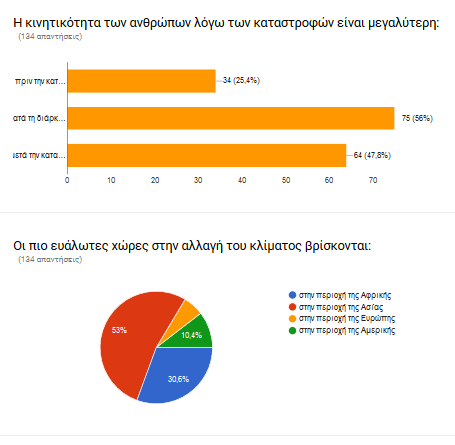 Η κινητικότητα των ανθρώπων λόγω των καταστροφών είναι μεγαλύτερη:
(134 απαντήσεις)
πριν την κατ…
34 (25,4%)
ατά τη διάρκ…
75 (56%)
μετά την κατα…
64 (47,8%)
0 10 20 30 40 50 60 70
Οι πιο ευάλωτες χώρες στην αλλαγή του κλίματος βρίσκονται:
(134 απαντήσεις)
στην περιοχή της Αφρικής
στην περιοχή της Ασίας
στην περιοχή της Ευρώπης
στην περιοχή της Αμερικής
53%
10,4%
30,6%